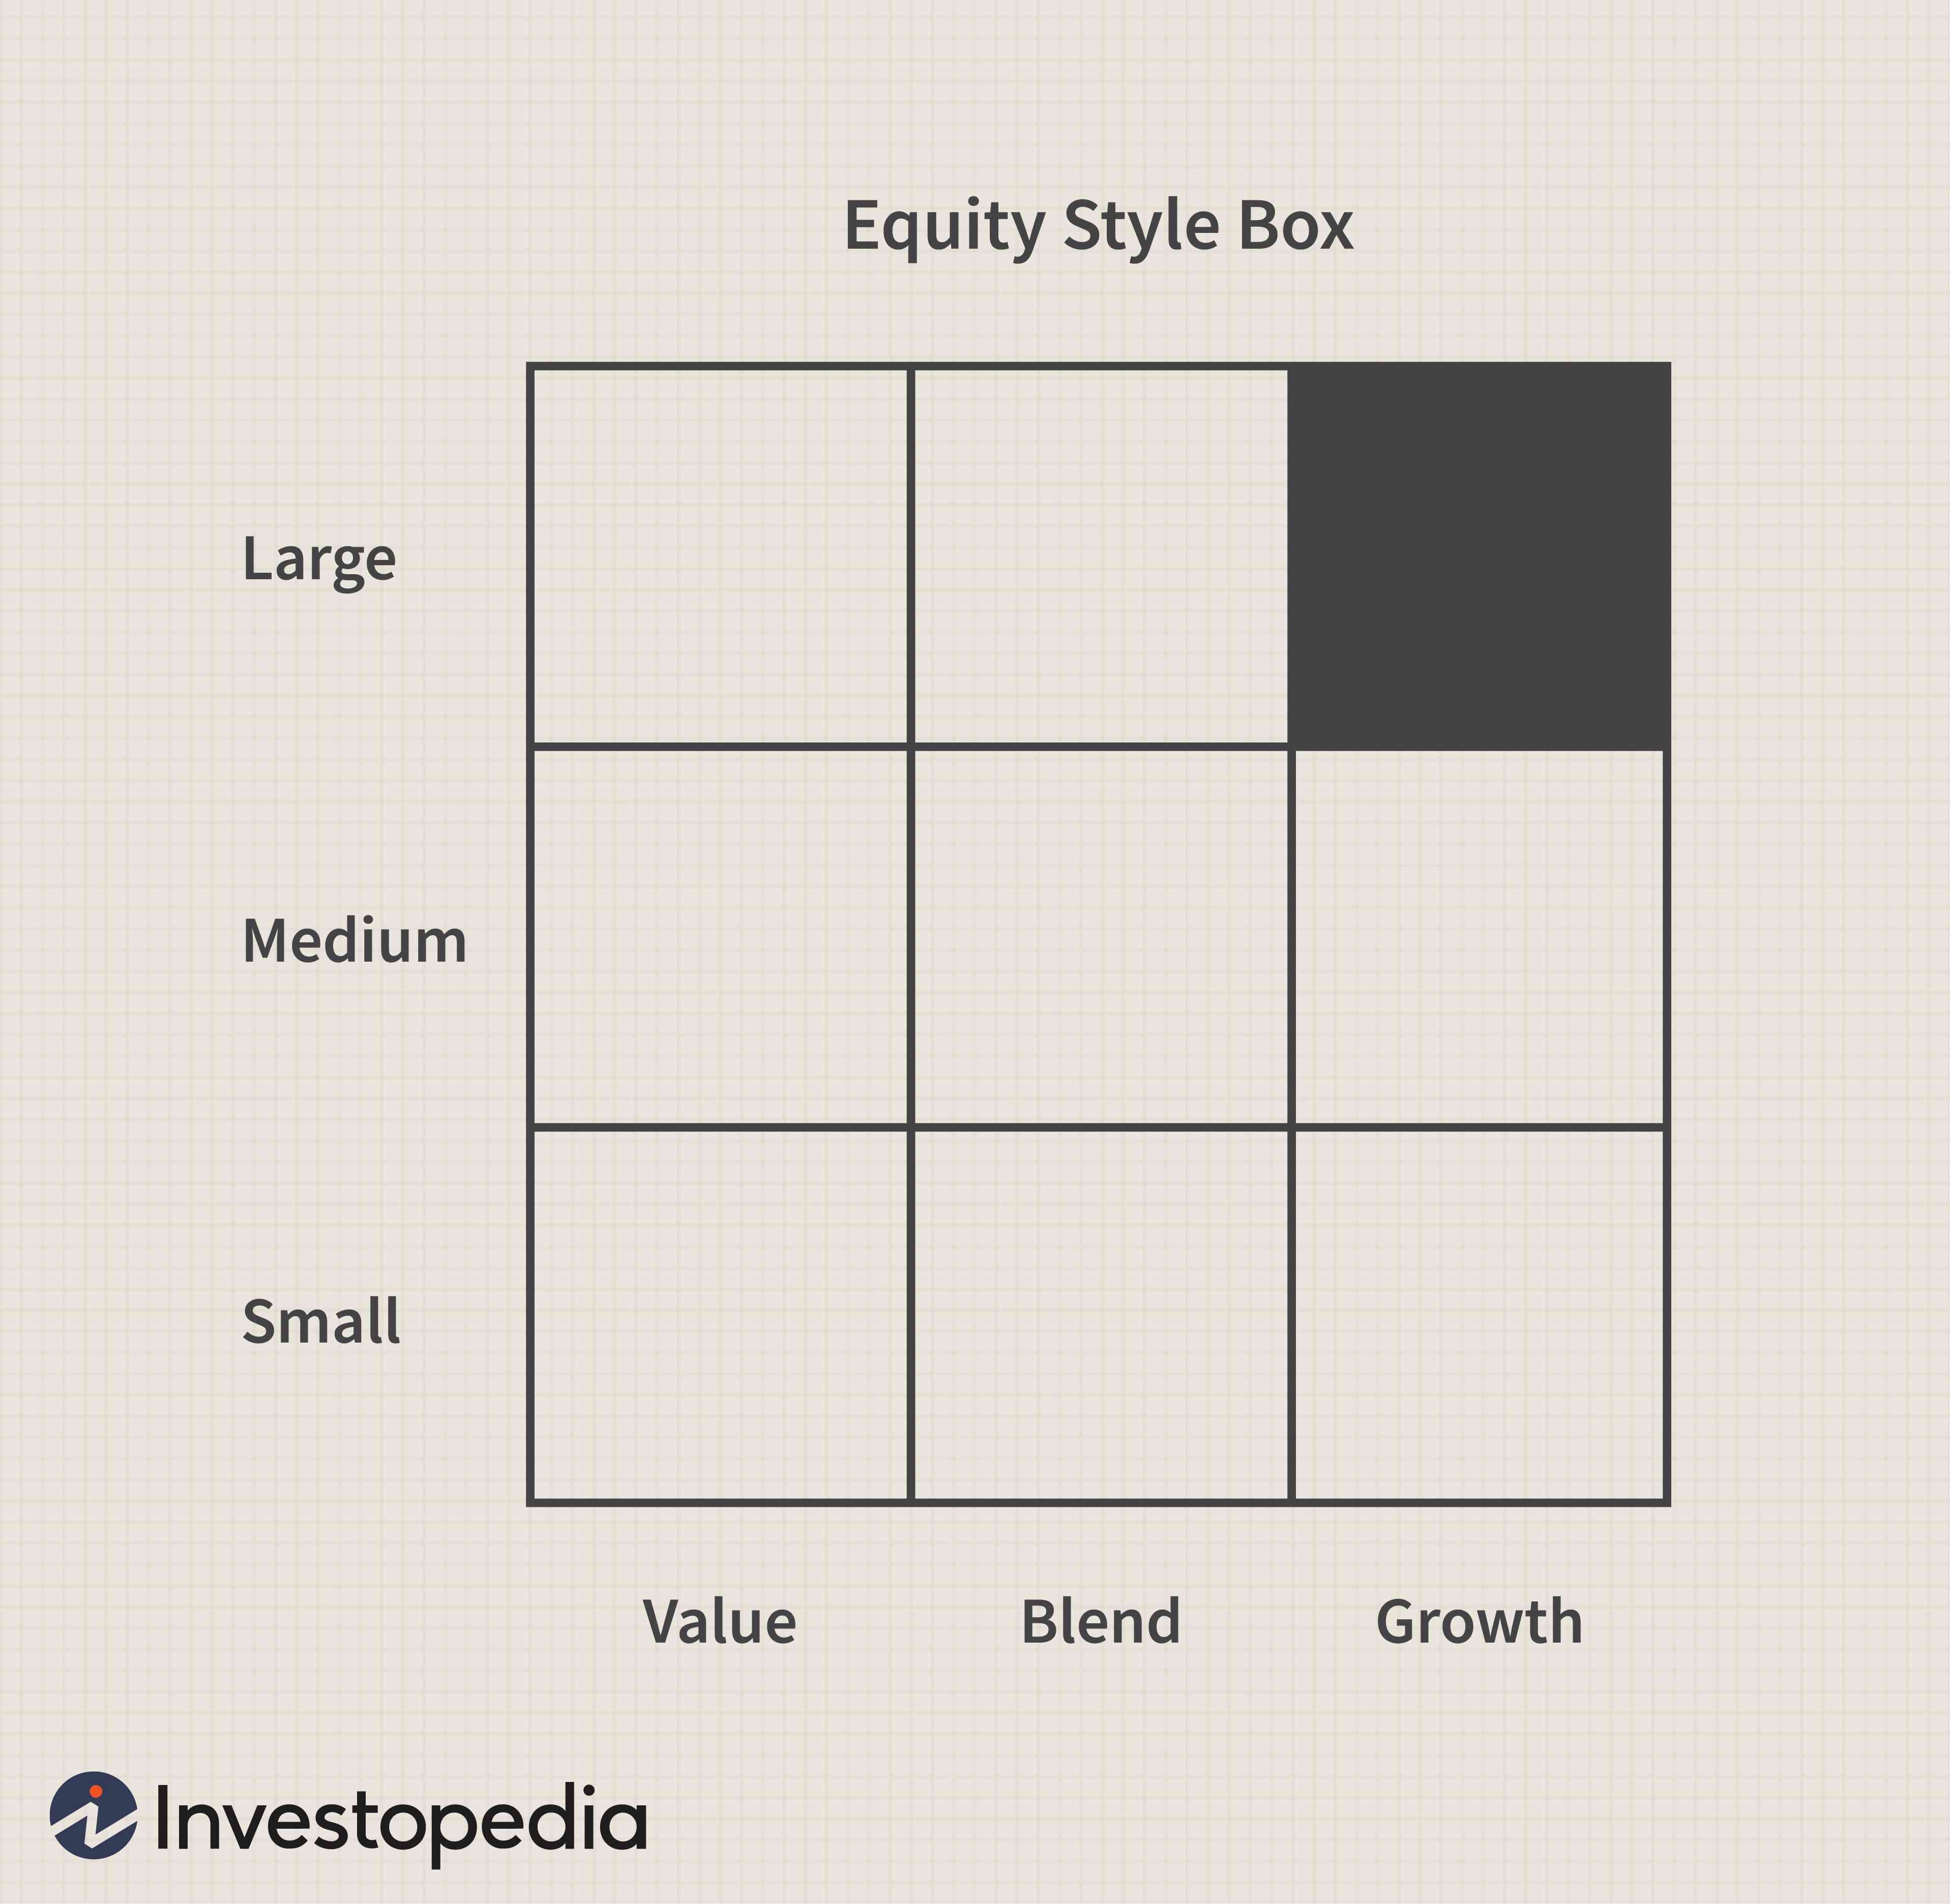 Equity Style Box
Large
Medium
Small
Value Blend Growth
Investopedia